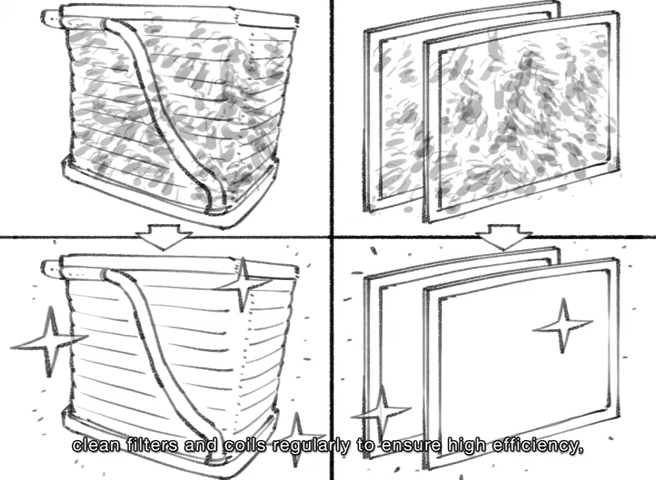 clean filters and coils regularly to ensure high efficiency,